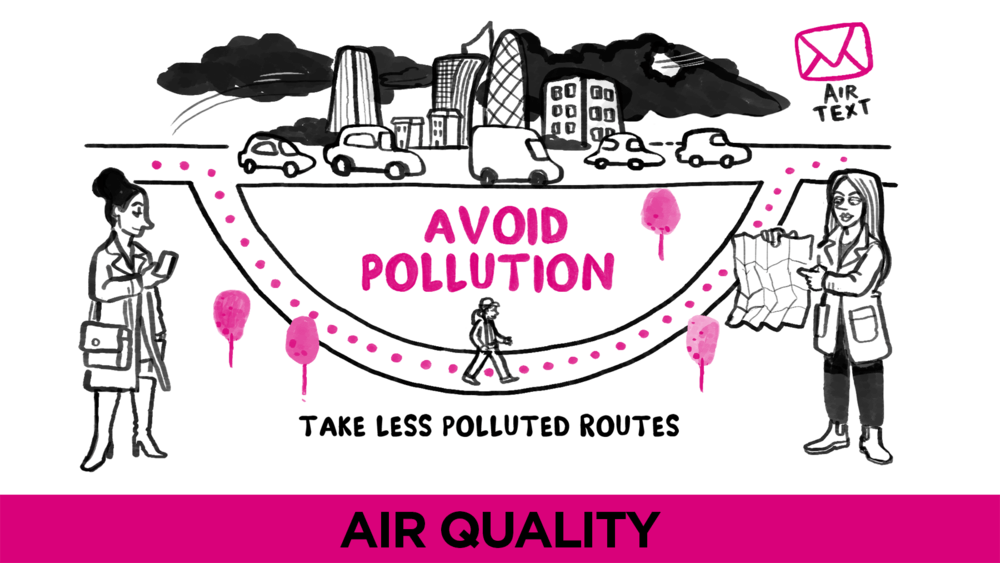 AIR
TEXT
AVOID
POLLUTION
TAKE LESS POLLUTED ROUTES
AIR QUALITY